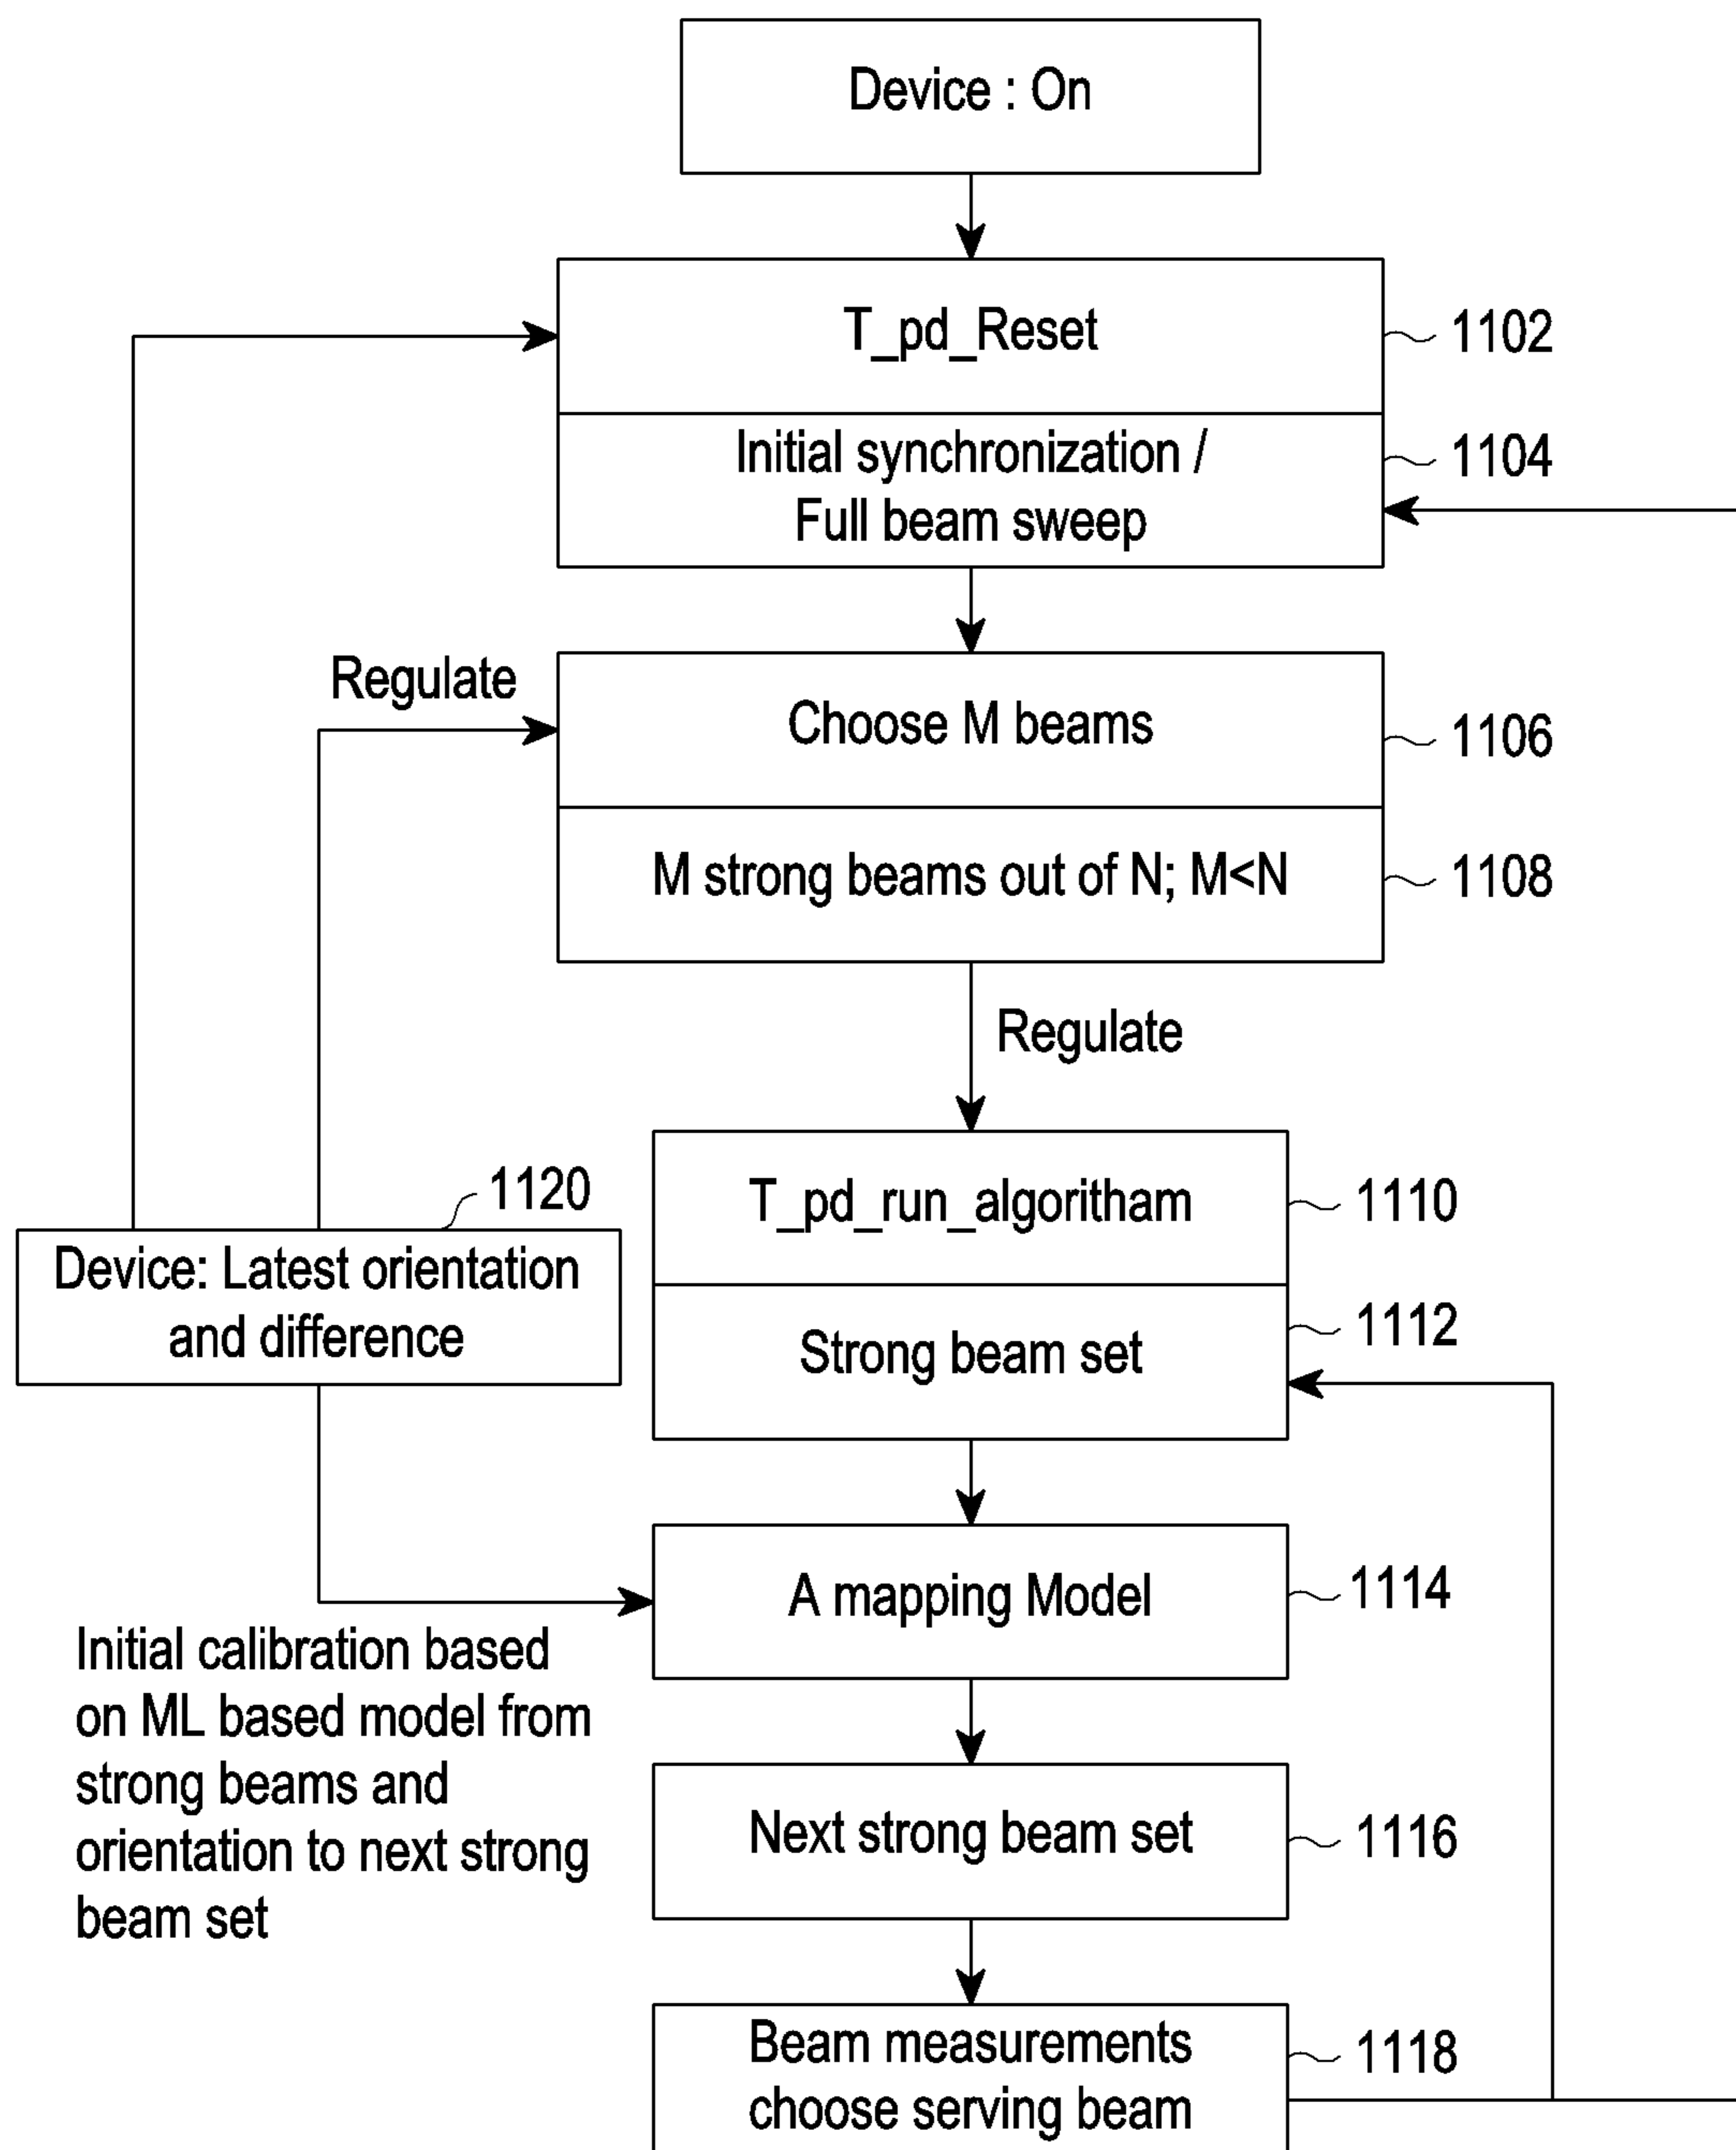 Device : On
T_pd_Reset
1102
Initial synchronization /
Full beam sweep
1104
Regulate
Choose M beams
1106
M strong beams out of N; M<N
1108
Regulate
1120
Device: Latest orientation
and difference
T_pd_run_algoritham
1110
Strong beam set
1112
A mapping Model
1114
Initial calibration based
on ML based model from
strong beams and
orientation to next strong
beam set
Next strong beam set
1116
Beam measurements
choose serving beam
1118